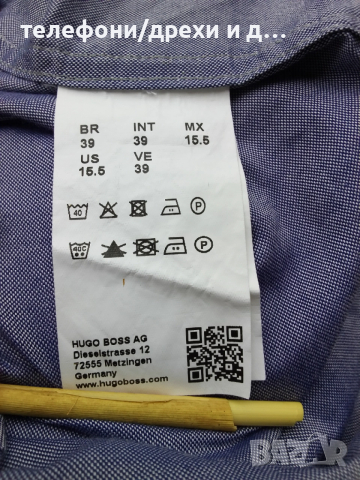 телефони/дрехи и д...
BR INT MX
39 39 15.5
US VE
15.5 39
40 P
40C P
HUGO BOSS AG
Dieselstrasse 12
72555 Metzingen
Germany
www.hugoboss.com
BAZAR